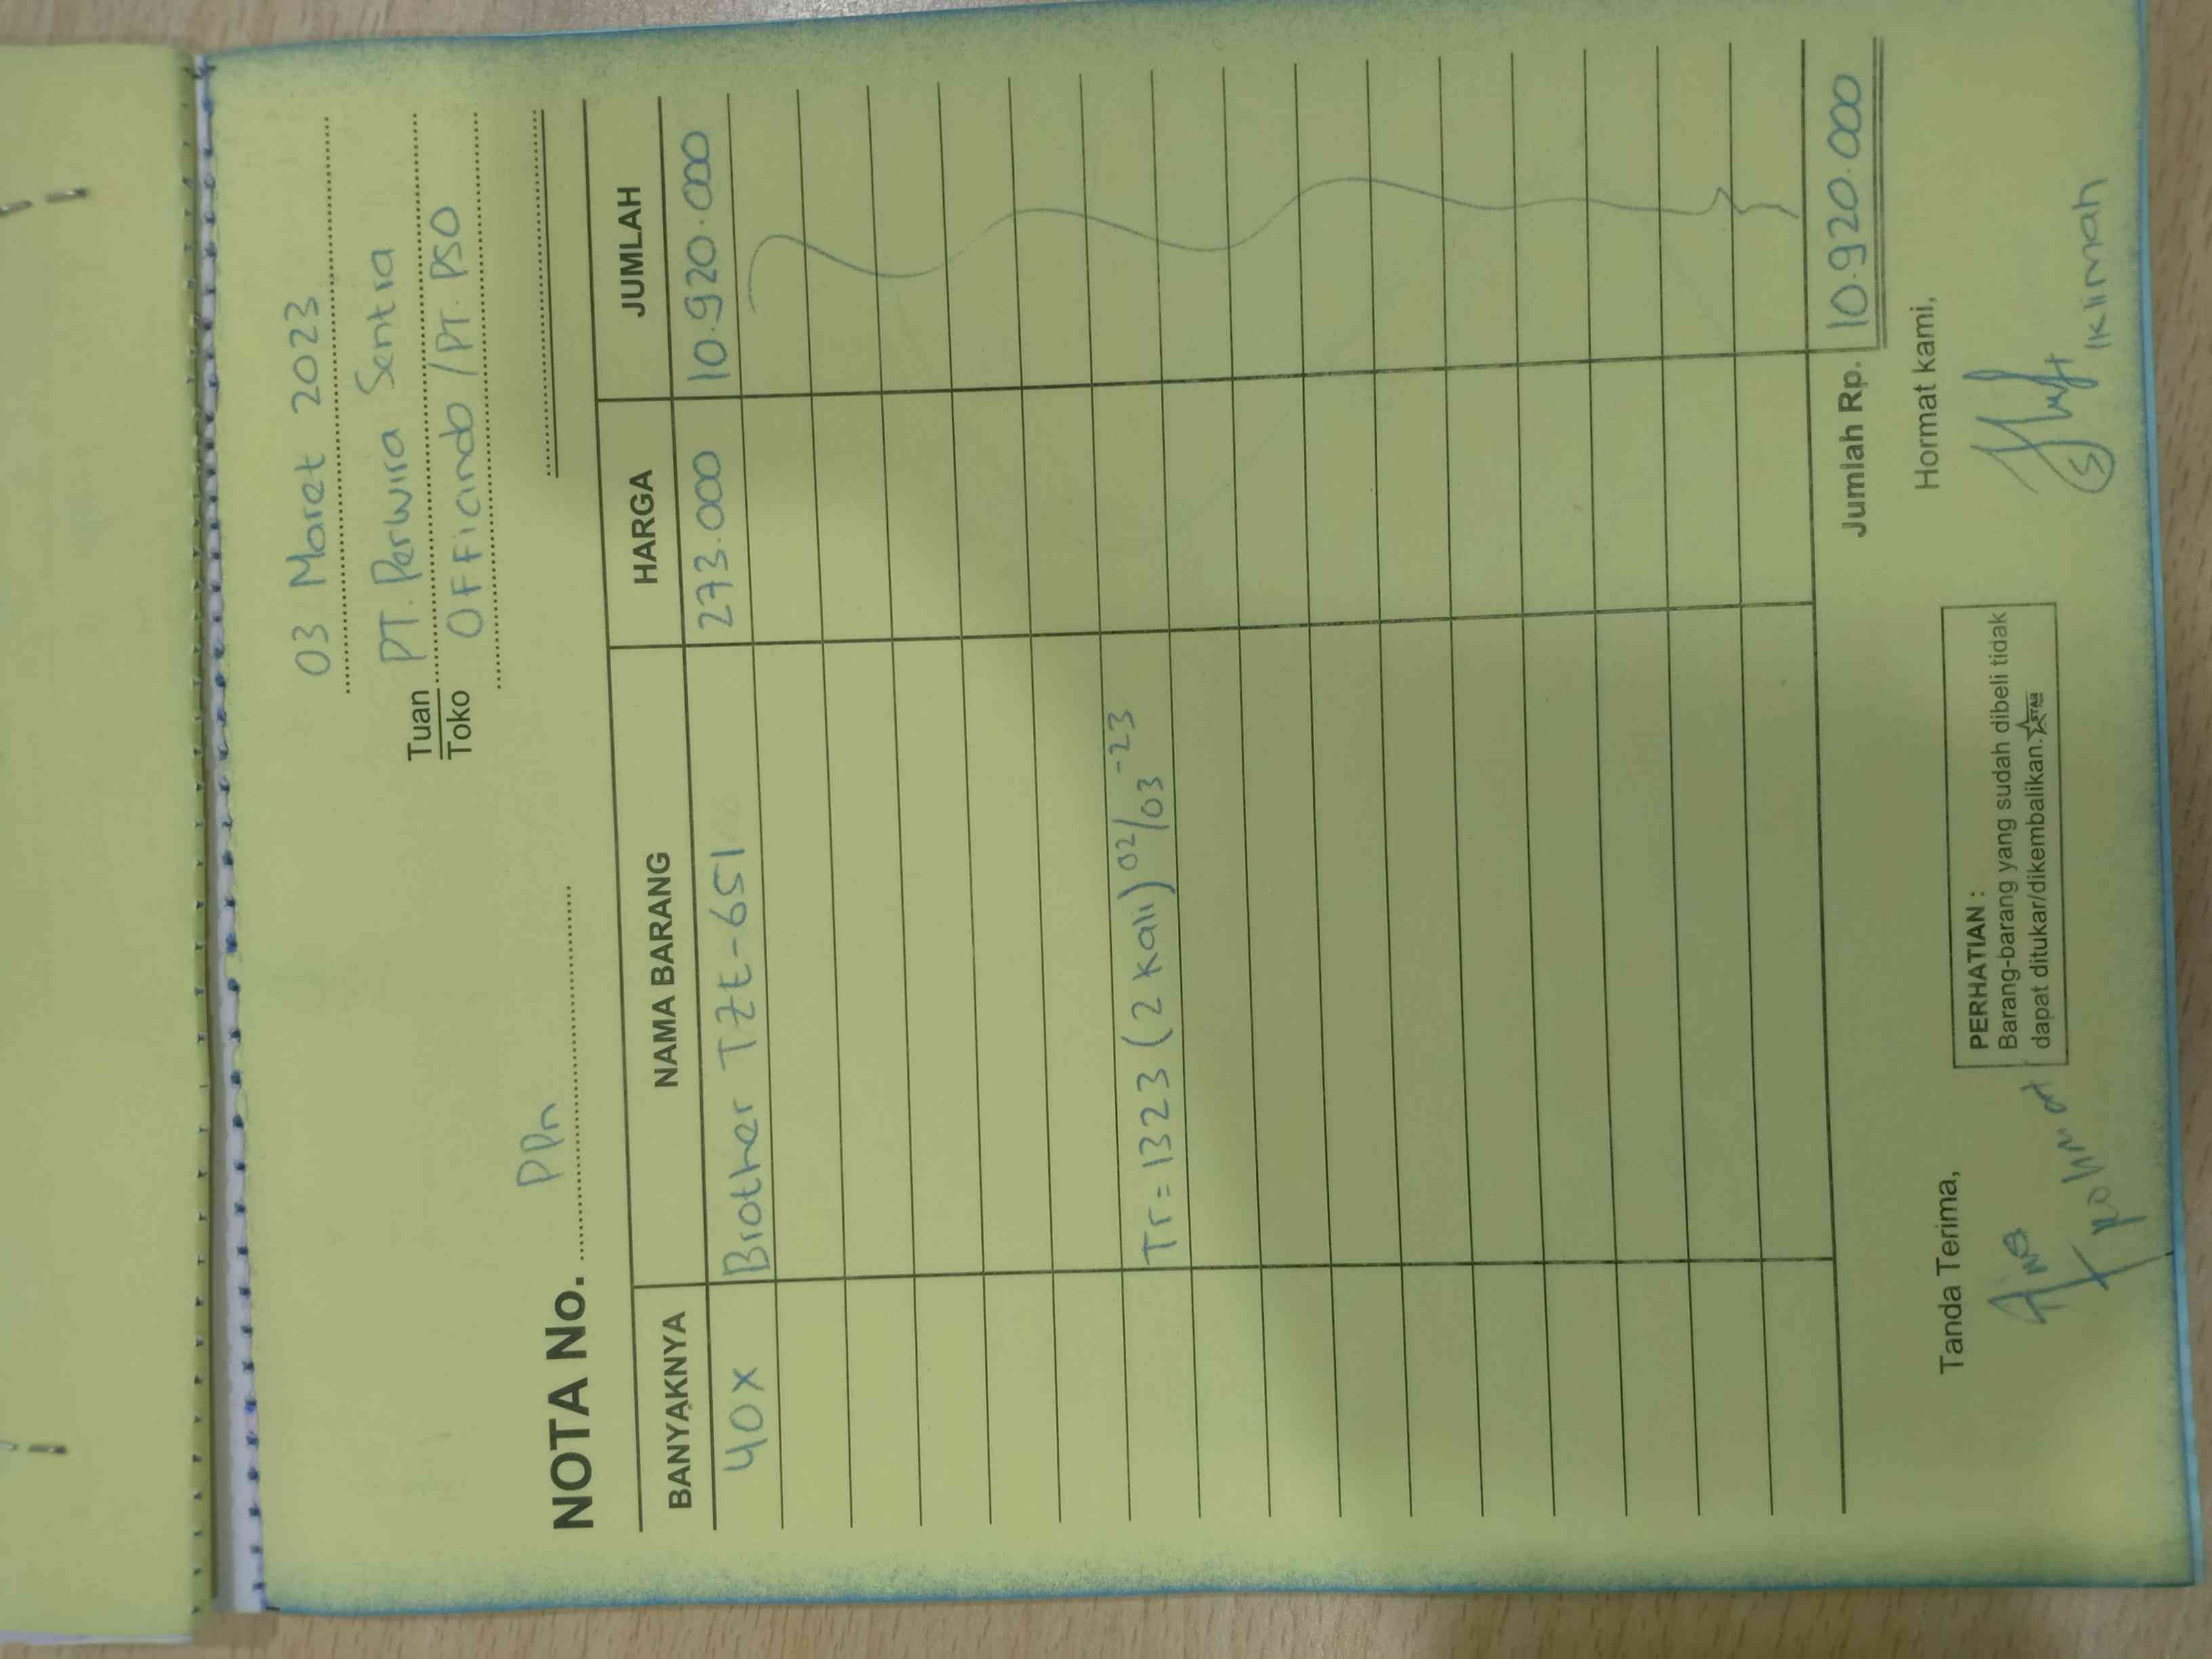 03 Maret 2023
Tuan PT. Perwira Sentra
Toko Officindo / PT. PSO
NOTA No. PPn
BANYAKNYA NAMA BARANG HARGA JUMLAH
40x Brother TZE-651 273.000 10.920.000
Tr=1323 (2 kali) 02/03-23
Jumlah Rp. 10.920.000
Tanda Terima, Hormat kami,
PERHATIAN :
Barang-barang yang sudah dibeli tidak
dapat ditukar/dikembalikan.
STAR
Iklimah